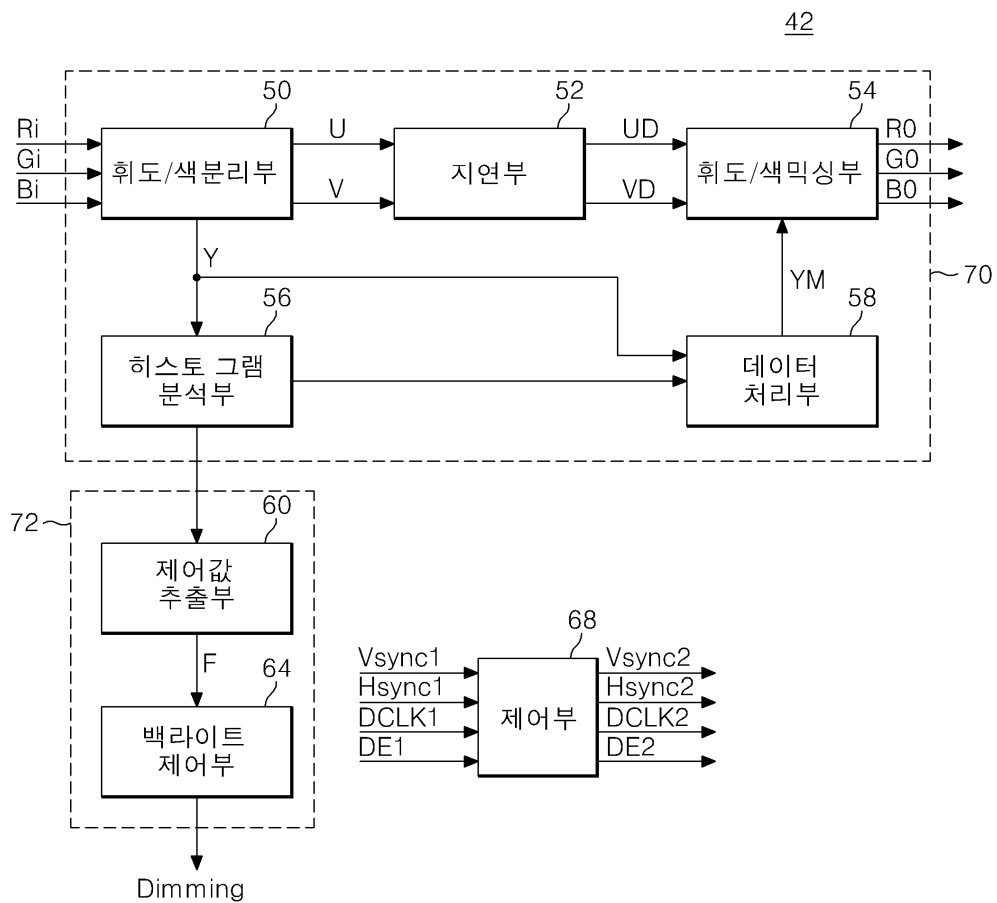 42
50
52
54
Ri
Gi
Bi
휘도/색분리부
U
V
지연부
UD
VD
휘도/색믹싱부
R0
G0
B0
Y
YM
70
56
58
히스토 그램
분석부
데이터
처리부
72
60
제어값
추출부
F
64
백라이트
제어부
Dimming
68
Vsync1
Hsync1
DCLK1
DE1
제어부
Vsync2
Hsync2
DCLK2
DE2